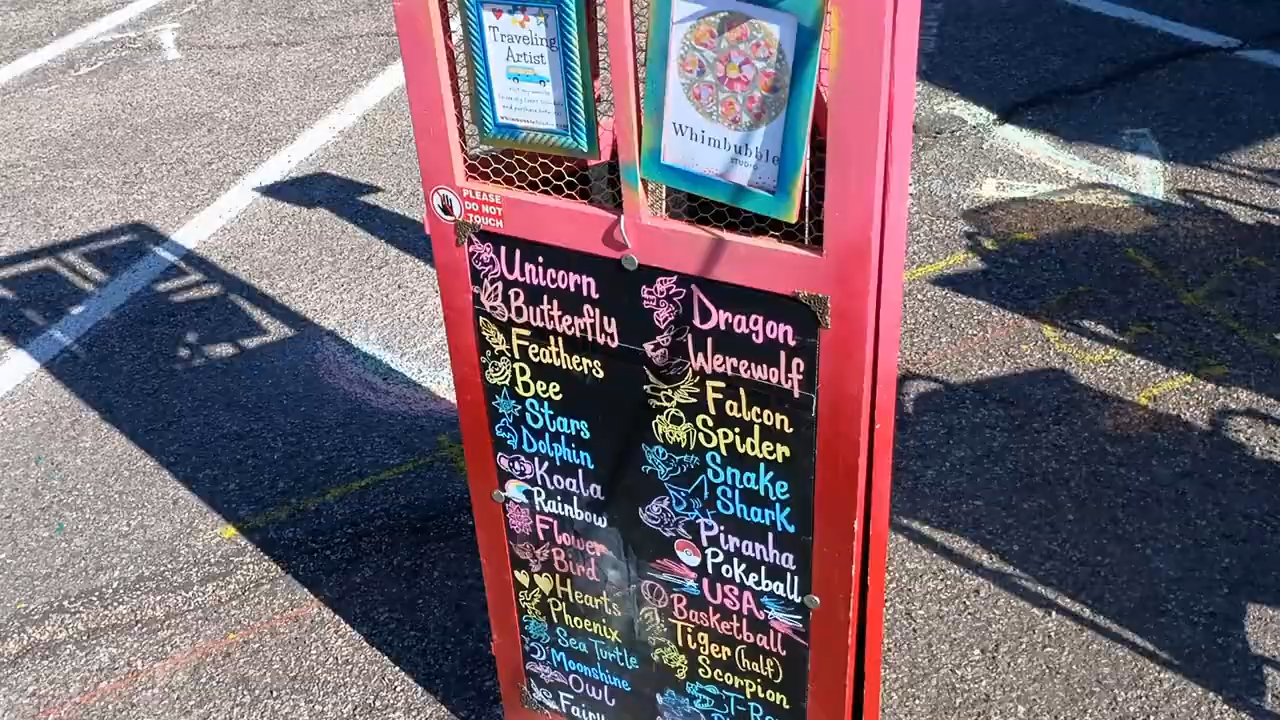 Traveling
Artist
Whimbubble
STUDIO
PLEASE
DO NOT
TOUCH
Unicorn
Butterfly
Feathers
Bee
Stars
Dolphin
Koala
Rainbow
Flower
Bird
Hearts
Phoenix
Sea Turtle
Moonshine
Owl
Fairy
Dragon
Werewolf
Falcon
Spider
Snake
Shark
Piranha
Pokeball
USA
Basketball
Tiger (half)
Scorpion